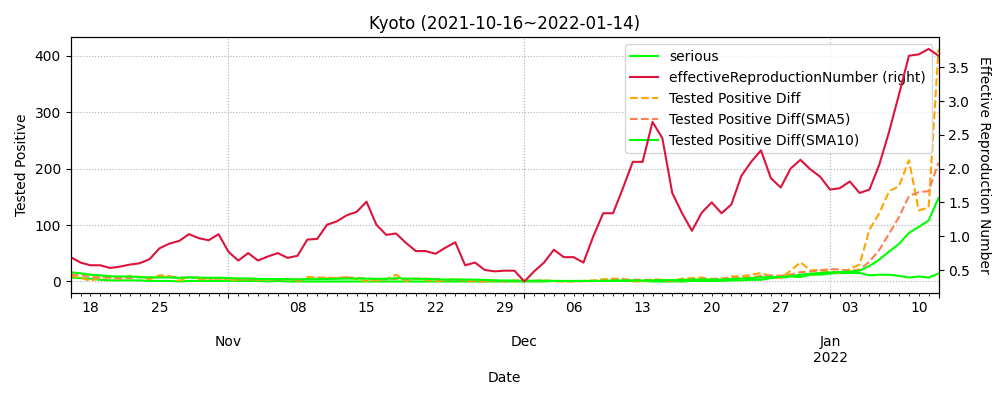 Kyoto (2021-10-16~2022-01-14)
serious
effectiveReproductionNumber (right)
Tested Positive Diff
Tested Positive Diff(SMA5)
Tested Positive Diff(SMA10)
Tested Positive
400
300
200
100
0
3.5
3.0
2.5
2.0
1.5
1.0
0.5
Effective Reproduction Number
18 25 08 15 22 29 06 13 20 27 03 10
Nov Dec Jan
2022
Date